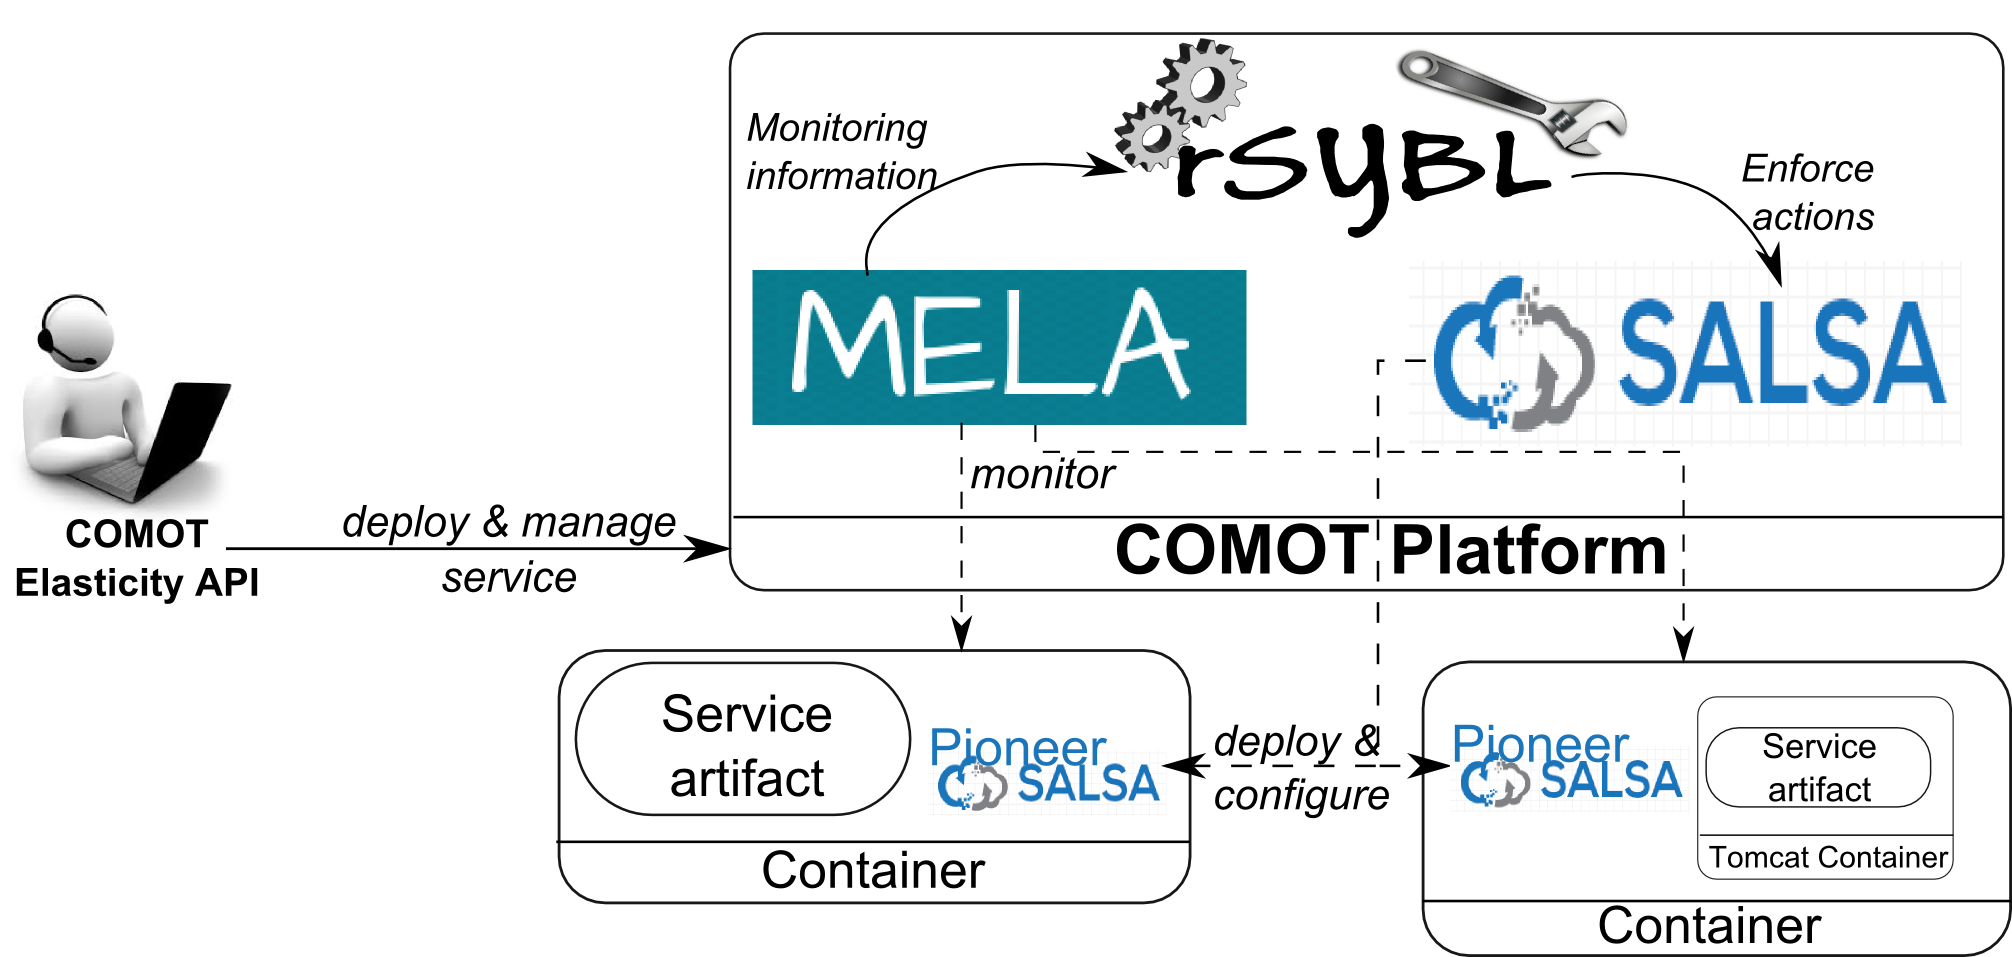 Monitoring
information
rSYBL
Enforce
actions
MELA
SALSA
monitor
COMOT
Elasticity API
deploy & manage
service
COMOT Platform
Service
artifact
Pioneer
SALSA
Container
deploy &
configure
Pioneer
SALSA
Service
artifact
Tomcat Container
Container